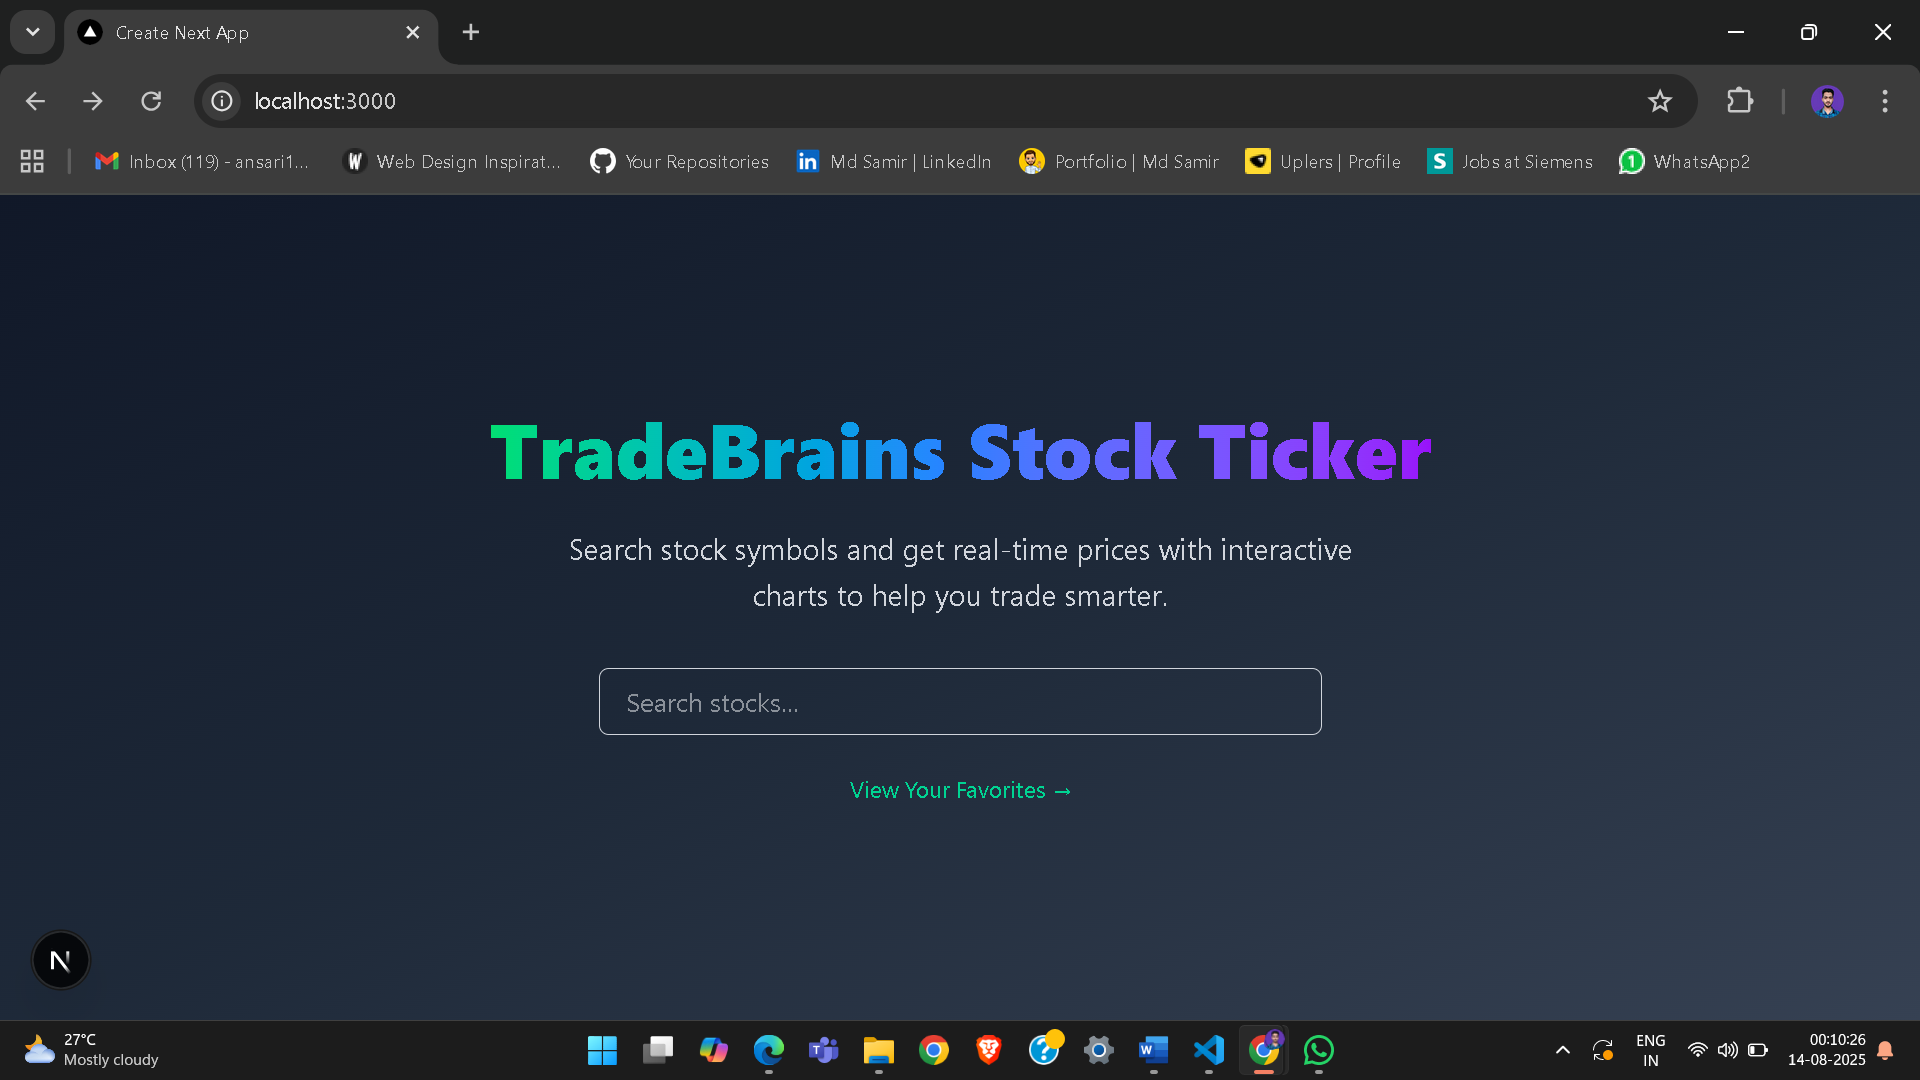 Create Next App
localhost:3000
Inbox (119) - ansari1...
Web Design Inspirat...
Your Repositories
Md Samir | LinkedIn
Portfolio | Md Samir
Uplers | Profile
Jobs at Siemens
WhatsApp2
TradeBrains Stock Ticker
Search stock symbols and get real-time prices with interactive
charts to help you trade smarter.
Search stocks...
View Your Favorites →
N
27°C
Mostly cloudy
ENG
IN
00:10:26
14-08-2025